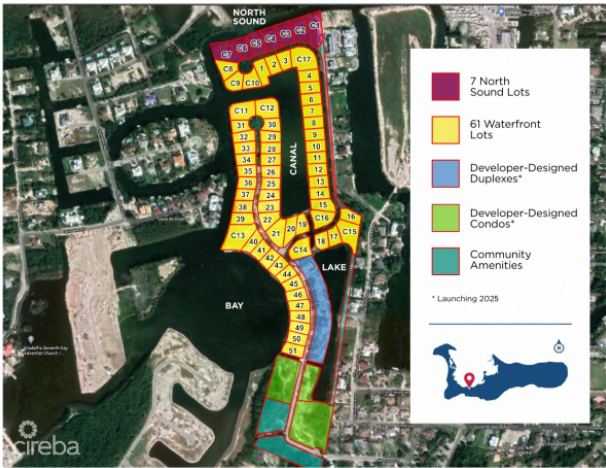 NORTH
SOUND
C7 C6 C5 C4 C3 C2 C1
C8 1 2 3 C17
C9 C10 4
5
6
C11 C12 7
31 30 8
32 29 9
33 28 10
34 27 11
35 26 12
36 25 13
37 24 14
38 23 15
39 22 C16 16
C13 21 20 19 C15
40 18 17
41 C14
42
43
44
45
46
47
48
49
50
51
CANAL
LAKE
BAY
7 North
Sound Lots
61 Waterfront
Lots
Developer-Designed
Duplexes*
Developer-Designed
Condos*
Community
Amenities
* Launching 2025
N
cireba